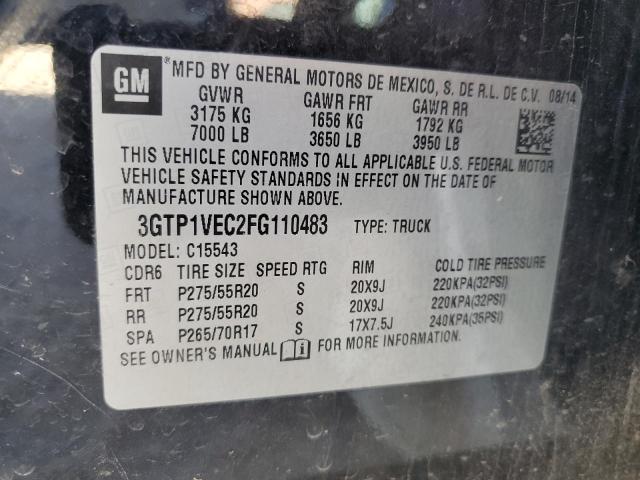 GM
® MFD BY GENERAL MOTORS DE MEXICO, S. DE R.L. DE C.V. 08/14
GVWR GAWR FRT GAWR RR
3175 KG 1656 KG 1792 KG
7000 LB 3650 LB 3950 LB
THIS VEHICLE CONFORMS TO ALL APPLICABLE U.S. FEDERAL MOTOR
VEHICLE SAFETY STANDARDS IN EFFECT ON THE DATE OF
MANUFACTURE SHOWN ABOVE.
3GTP1VEC2FG110483 TYPE: TRUCK
MODEL: C15543
CDR6 TIRE SIZE SPEED RTG RIM COLD TIRE PRESSURE
FRT P275/55R20 S 20X9J 220KPA(32PSI)
RR P275/55R20 S 20X9J 220KPA(32PSI)
SPA P265/70R17 S 17X7.5J 240KPA(35PSI)
SEE OWNER'S MANUAL FOR MORE INFORMATION.